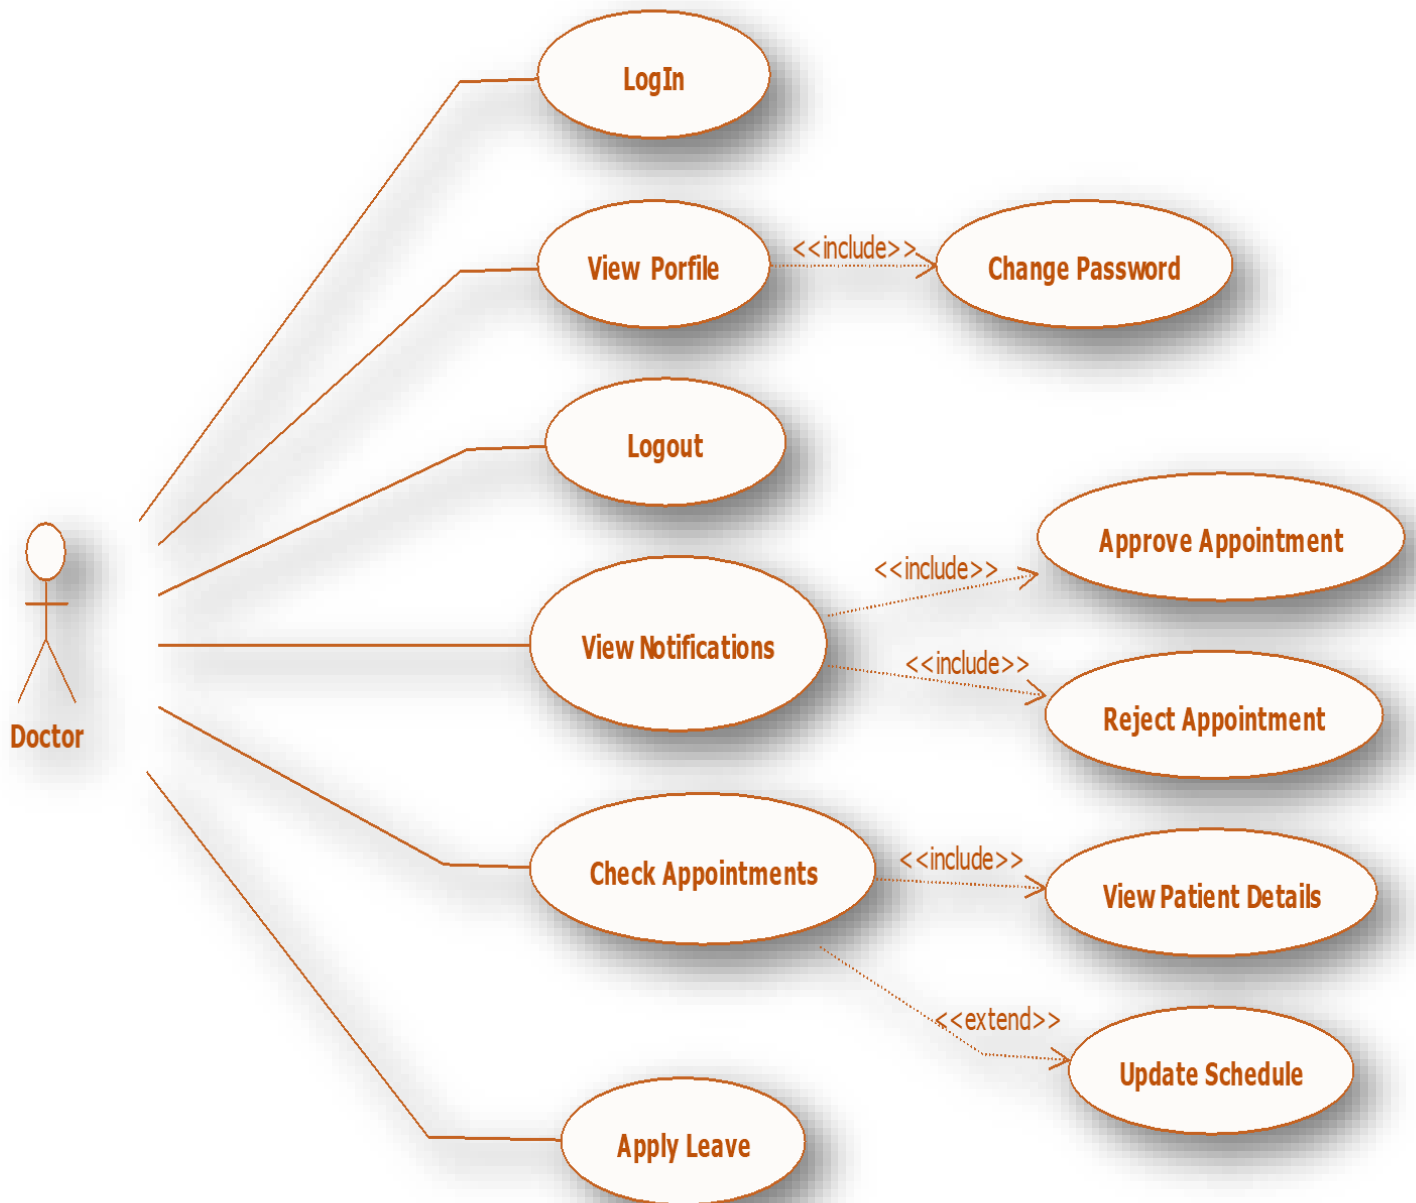 LogIn
View Porfile
<<include>>
Change Password
Logout
Approve Appointment
<<include>>
View Notifications
<<include>>
Reject Appointment
Doctor
Check Appointments
<<include>>
View Patient Details
<<extend>>
Update Schedule
Apply Leave